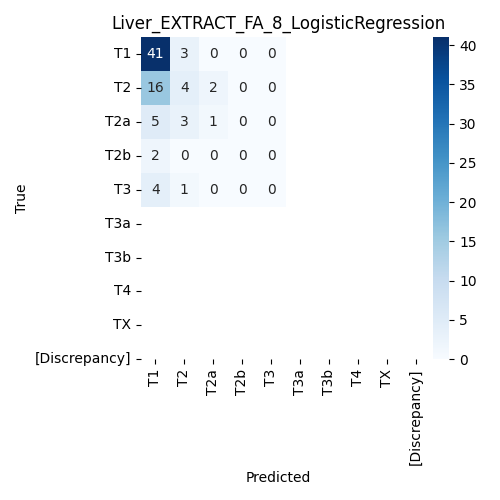 Liver_EXTRACT_FA_8_LogisticRegression
T1 41 3 0 0 0
T2 16 4 2 0 0
T2a 5 3 1 0 0
T2b 2 0 0 0 0
T3 4 1 0 0 0
T3a
T3b
T4
TX
[Discrepancy]
True
T1 T2 T2a T2b T3 T3a T3b T4 TX [Discrepancy]
Predicted
40
35
30
25
20
15
10
5
0